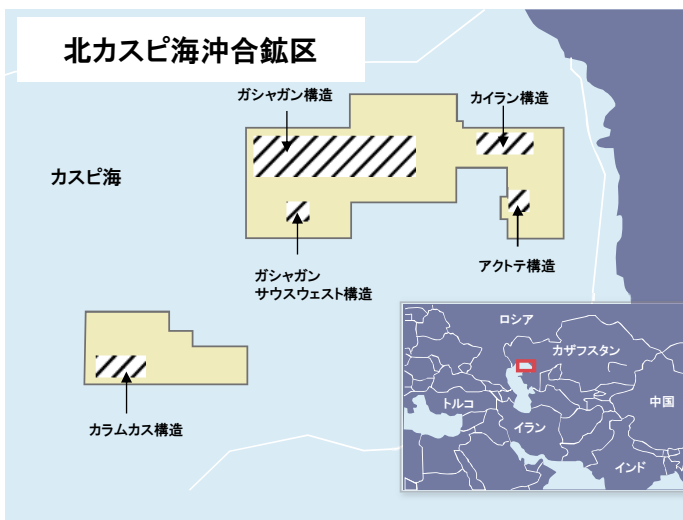 北カスピ海沖合鉱区
ガシャガン構造
カイラン構造
カスピ海
ガシャガン
サウスウェスト構造
アクトテ構造
カラムカス構造
ロシア
カザフスタン
トルコ
イラン
中国
インド